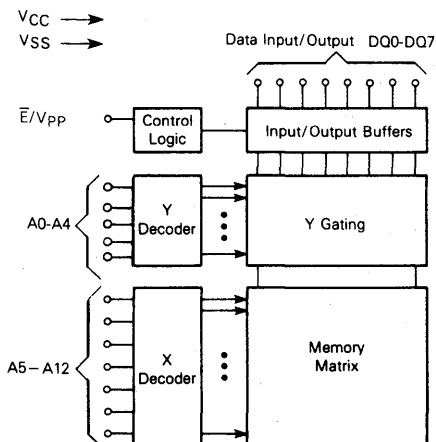 VCC
VSS
Data Input/Output DQ0-DQ7
E̅/VPP
Control
Logic
Input/Output Buffers
A0-A4
Y
Decoder
Y Gating
A5-A12
X
Decoder
Memory
Matrix